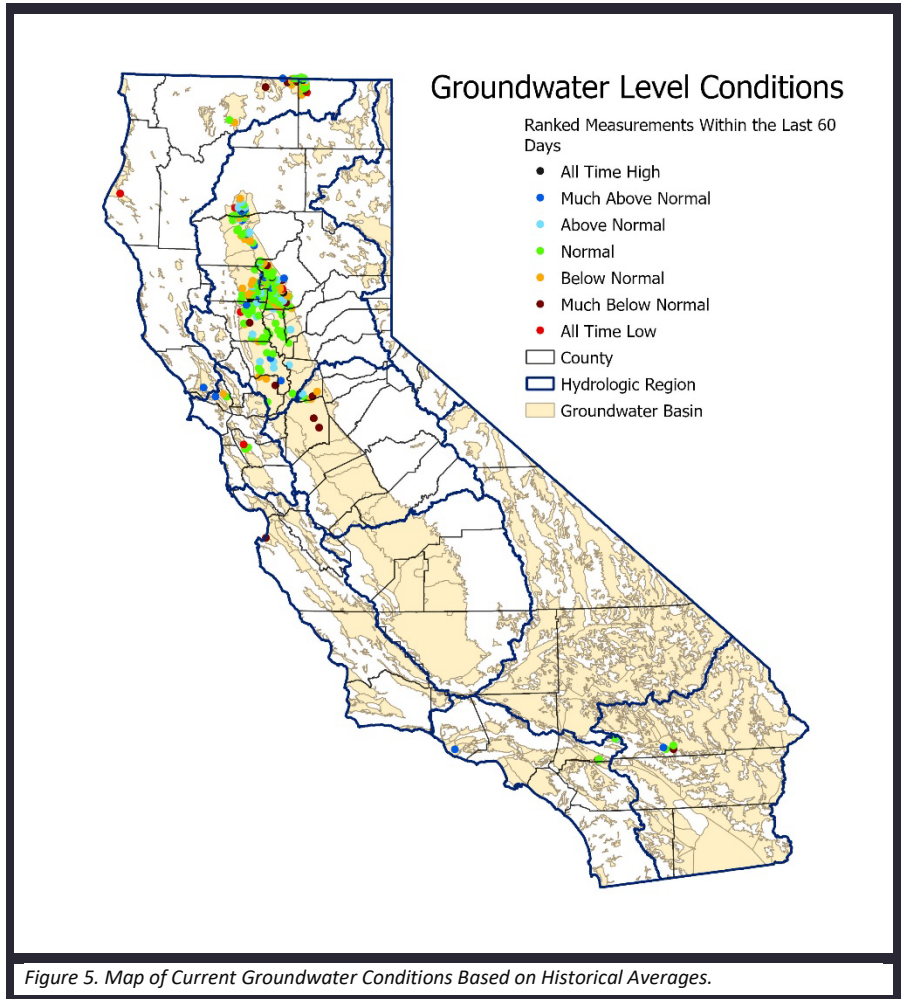 Groundwater Level Conditions
Ranked Measurements Within the Last 60
Days
All Time High
Much Above Normal
Above Normal
Normal
Below Normal
Much Below Normal
All Time Low
County
Hydrologic Region
Groundwater Basin
Figure 5. Map of Current Groundwater Conditions Based on Historical Averages.